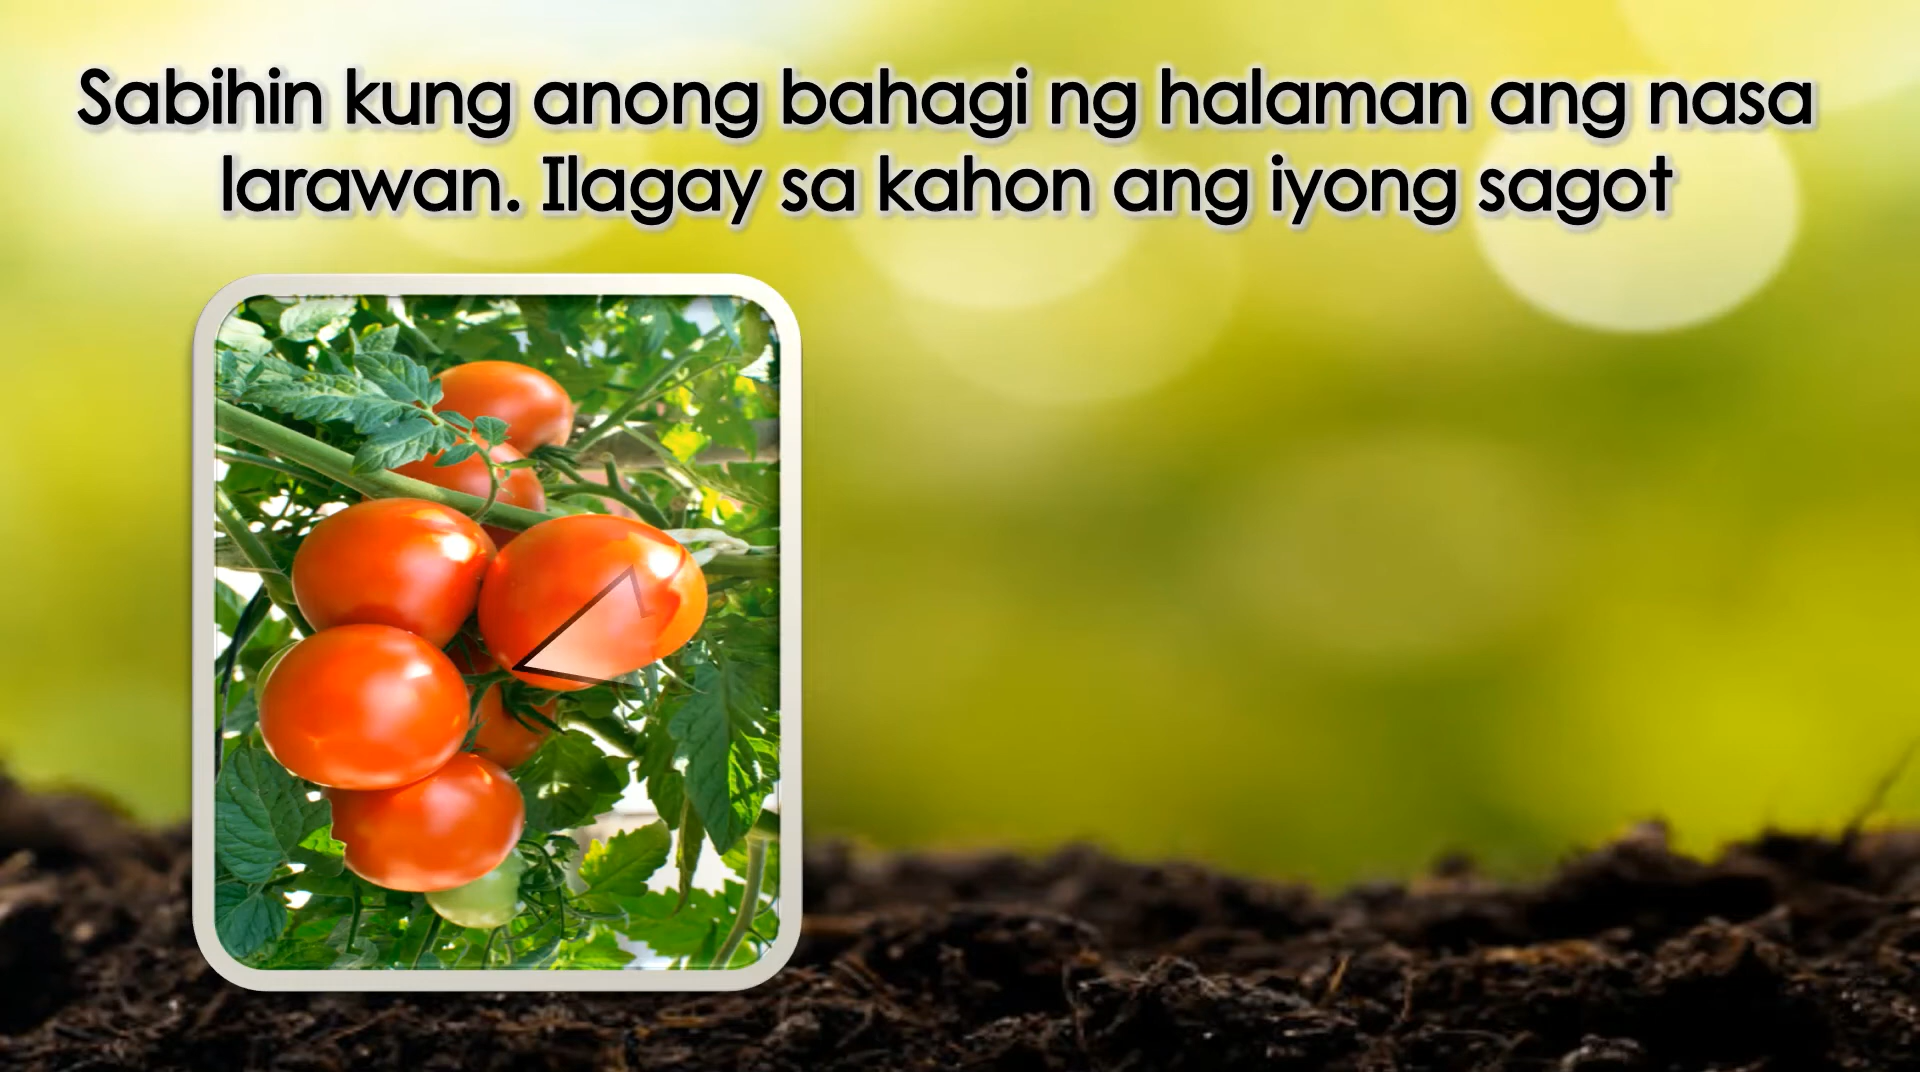 Sabihin kung anong bahagi ng halaman ang nasa
larawan. Ilagay sa kahon ang iyong sagot